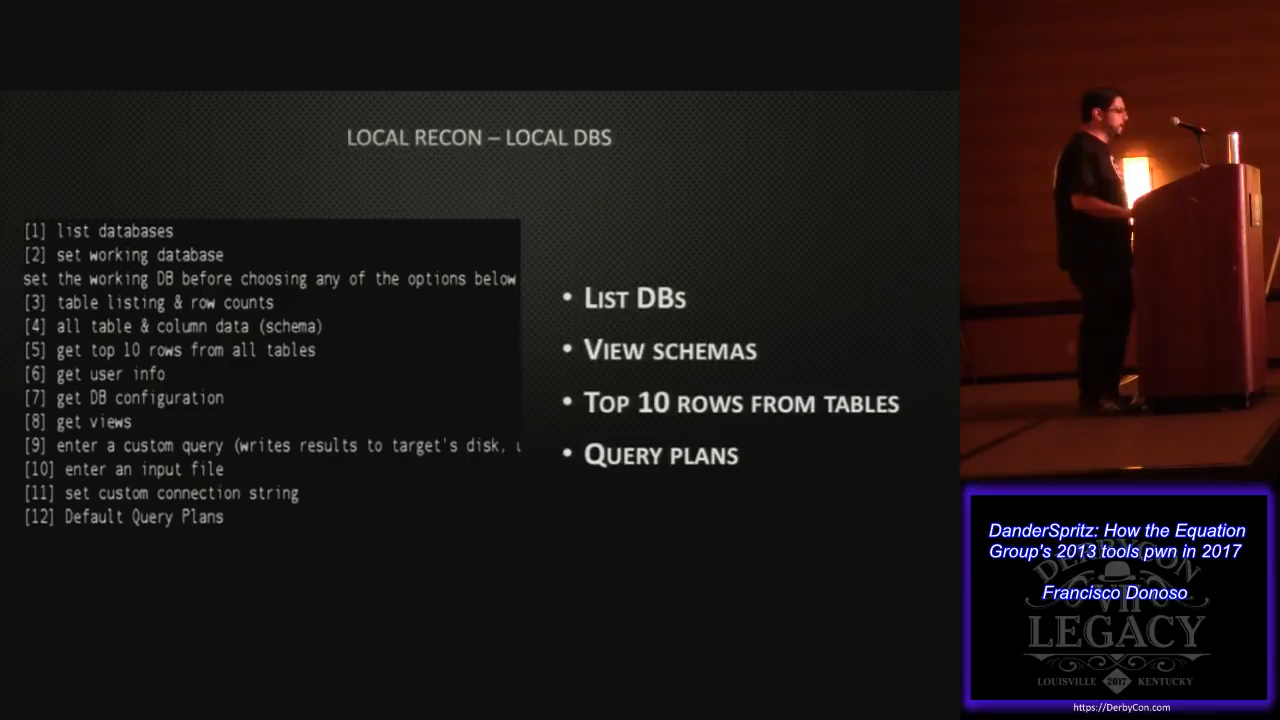 LOCAL RECON – LOCAL DBS
[1] list databases
[2] set working database
set the working DB before choosing any of the options below
[3] table listing & row counts
[4] all table & column data (schema)
[5] get top 10 rows from all tables
[6] get user info
[7] get DB configuration
[8] get views
[9] enter a custom query (writes results to target's disk,
[10] enter an input file
[11] set custom connection string
[12] Default Query Plans
• LIST DBS
• VIEW SCHEMAS
• TOP 10 ROWS FROM TABLES
• QUERY PLANS
DanderSpritz: How the Equation
Group's 2013 tools pwn in 2017
Francisco Donoso
DERBYCON
VII
LEGACY
LOUISVILLE 2017 KENTUCKY
https://DerbyCon.com